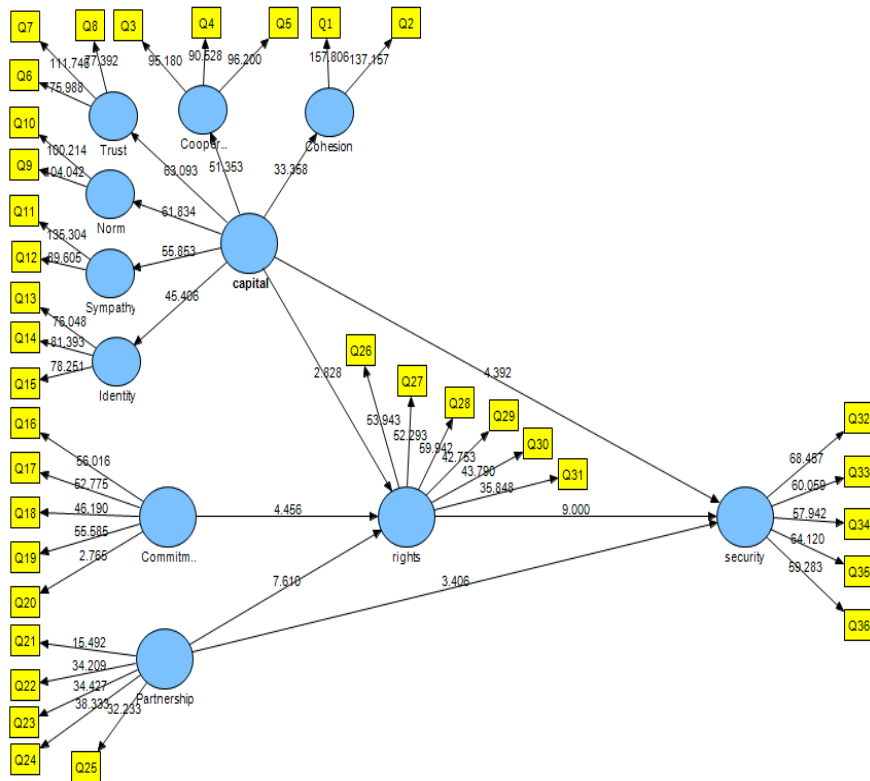 Q7
Q8
Q3
Q4
Q5
Q1
Q2
111.746
77.392
95.180
90.528
96.200
157.806
137.157
Q6
75.988
Trust
Cooper..
Cohesion
Q10
100.214
63.093
51.353
33.358
Q9
104.042
Norm
61.834
Q11
135.304
55.853
capital
Q12
89.605
Sympathy
45.406
Q13
76.048
Q14
81.393
Q15
78.251
Identity
Q26
Q27
Q28
Q29
Q30
Q31
2.828
4.392
53.943
52.293
59.942
42.753
43.790
35.848
Q16
56.016
Q17
52.775
Q18
46.190
Q19
55.585
Q20
2.765
Commitm..
4.456
rights
9.000
security
Q32
68.487
Q33
60.059
Q34
57.942
Q35
64.120
Q36
59.283
7.610
3.406
Q21
15.492
Q22
34.209
Q23
34.427
Q24
38.333
Q25
32.233
Partnership